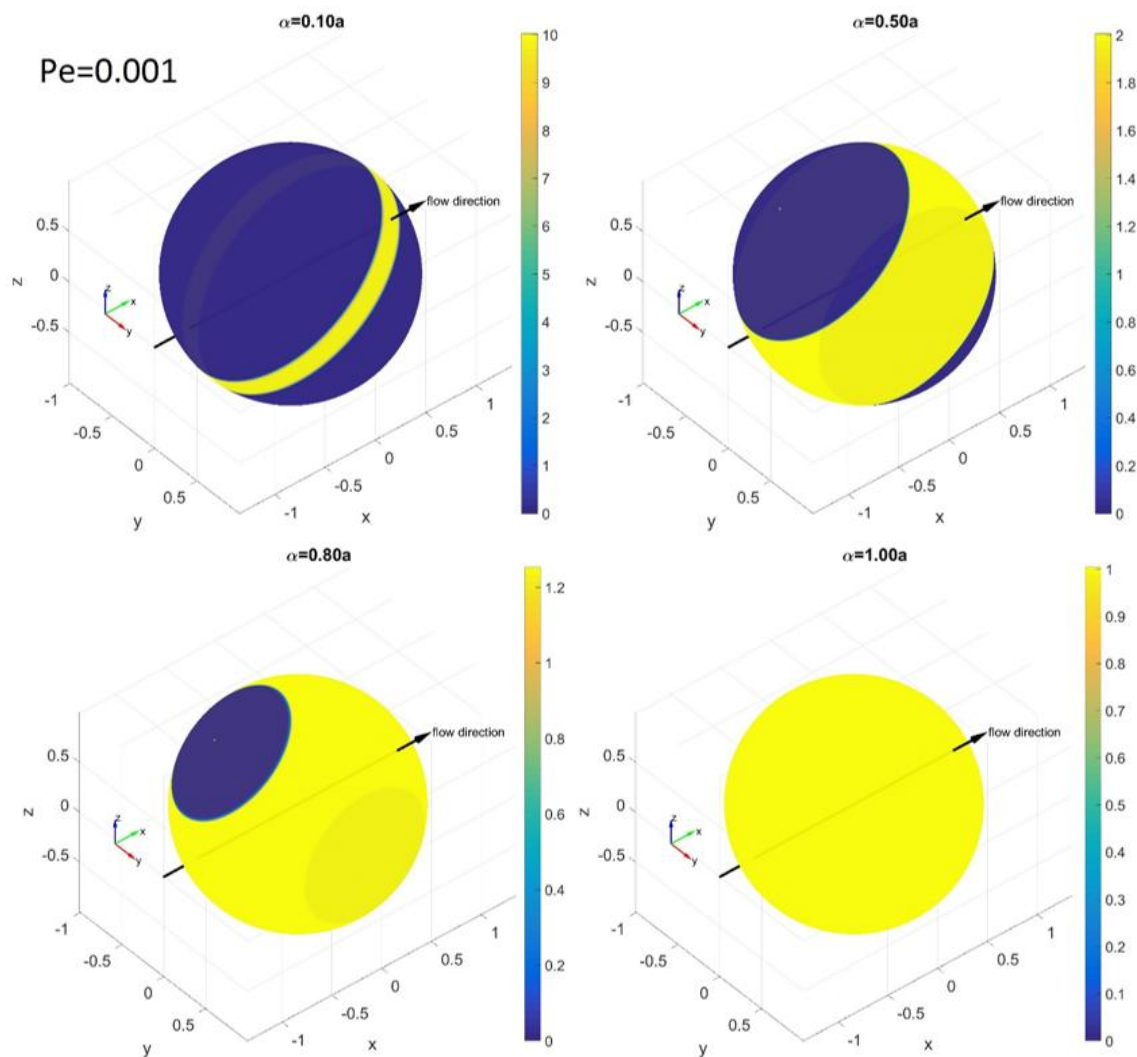 α=0.10a
Pe=0.001
10
9
8
7
6
5
4
3
2
1
0
flow direction
z
x
y
0.5
0
-0.5
-1
-0.5
0
0.5
-1
-0.5
0
0.5
1
z
y
x
α=0.50a
2
1.8
1.6
1.4
1.2
1
0.8
0.6
0.4
0.2
0
flow direction
z
x
y
0.5
0
-0.5
-1
-0.5
0
0.5
-1
-0.5
0
0.5
1
z
y
x
α=0.80a
1.2
1
0.8
0.6
0.4
0.2
0
flow direction
z
x
y
0.5
0
-0.5
-1
-0.5
0
0.5
-1
-0.5
0
0.5
1
z
y
x
α=1.00a
1
0.9
0.8
0.7
0.6
0.5
0.4
0.3
0.2
0.1
0
flow direction
z
x
y
0.5
0
-0.5
-1
-0.5
0
0.5
-1
-0.5
0
0.5
1
z
y
x